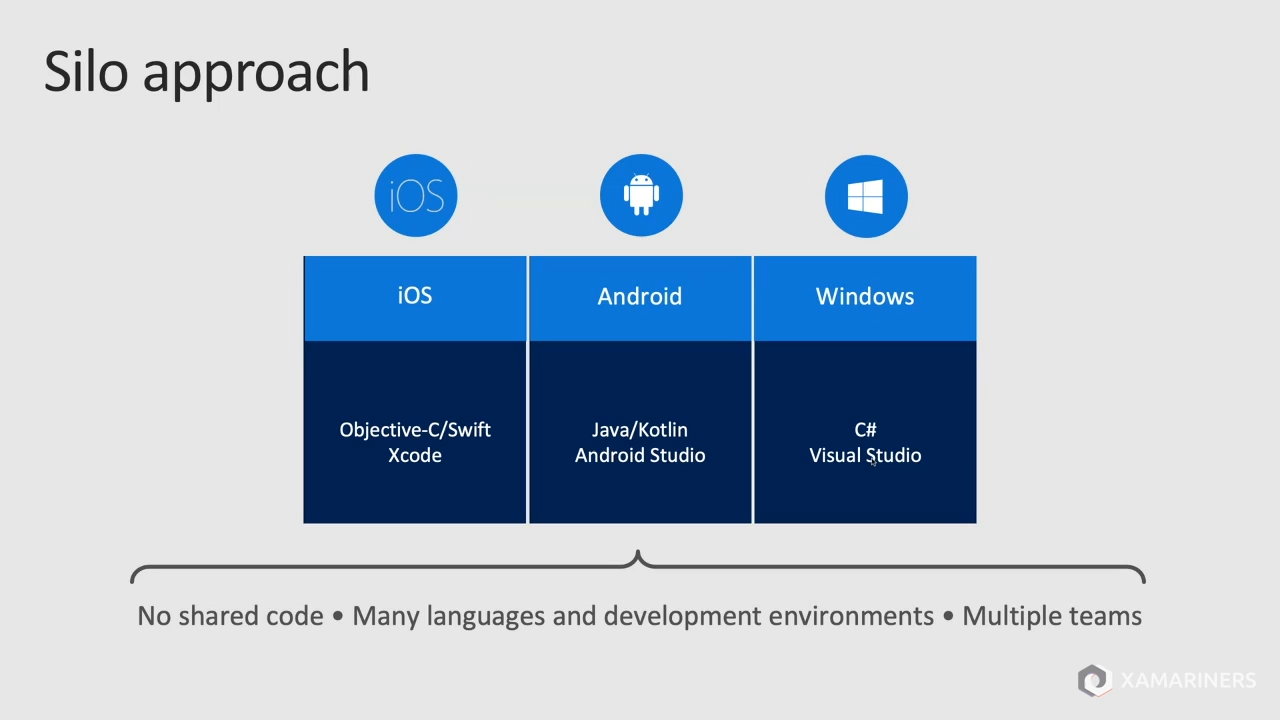 Silo approach
iOS
iOS
Android
Windows
Objective-C/Swift
Xcode
Java/Kotlin
Android Studio
C#
Visual Studio
No shared code • Many languages and development environments • Multiple teams
XAMARINERS